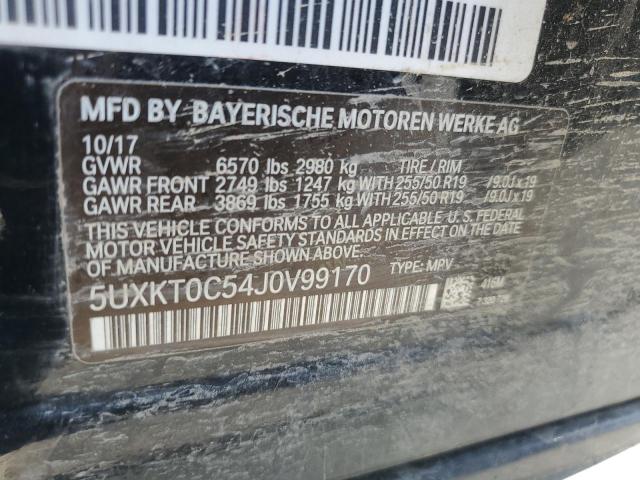 MFD BY BAYERISCHE MOTOREN WERKE AG
10/17
GVWR 6570 lbs 2980 kg TIRE / RIM
GAWR FRONT 2749 lbs 1247 kg WITH 255/50 R19 /9.0J x 19
GAWR REAR 3869 lbs 1755 kg WITH 255/50 R19 /9.0J x 19
THIS VEHICLE CONFORMS TO ALL APPLICABLE U.S. FEDERAL
MOTOR VEHICLE SAFETY STANDARDS IN EFFECT ON THE DATE
OF MANUFACTURE SHOWN ABOVE.
5UXKT0C54J0V99170 TYPE: MPV
416M